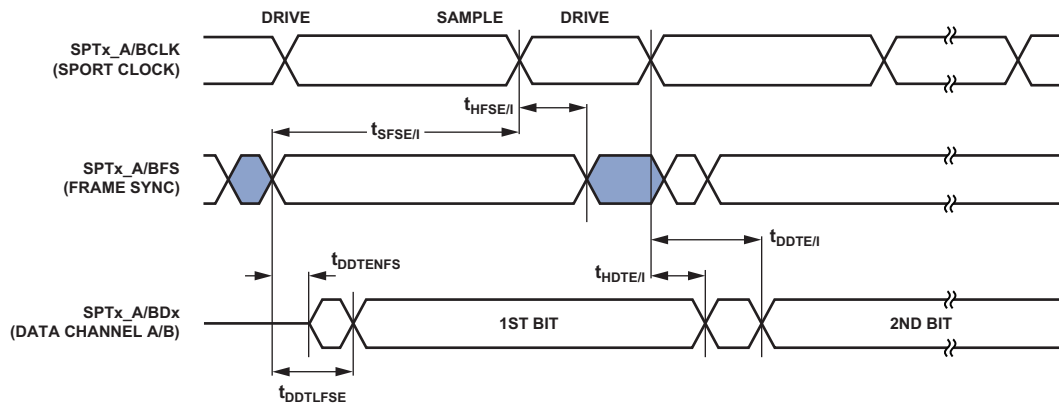 DRIVE SAMPLE DRIVE
SPTx_A/BCLK
(SPORT CLOCK)
tHFSE/I
tSFSE/I
SPTx_A/BFS
(FRAME SYNC)
tDDTE/I
tDDTENFS
tHDTE/I
SPTx_A/BDx
(DATA CHANNEL A/B)
1ST BIT 2ND BIT
tDDTLFSE